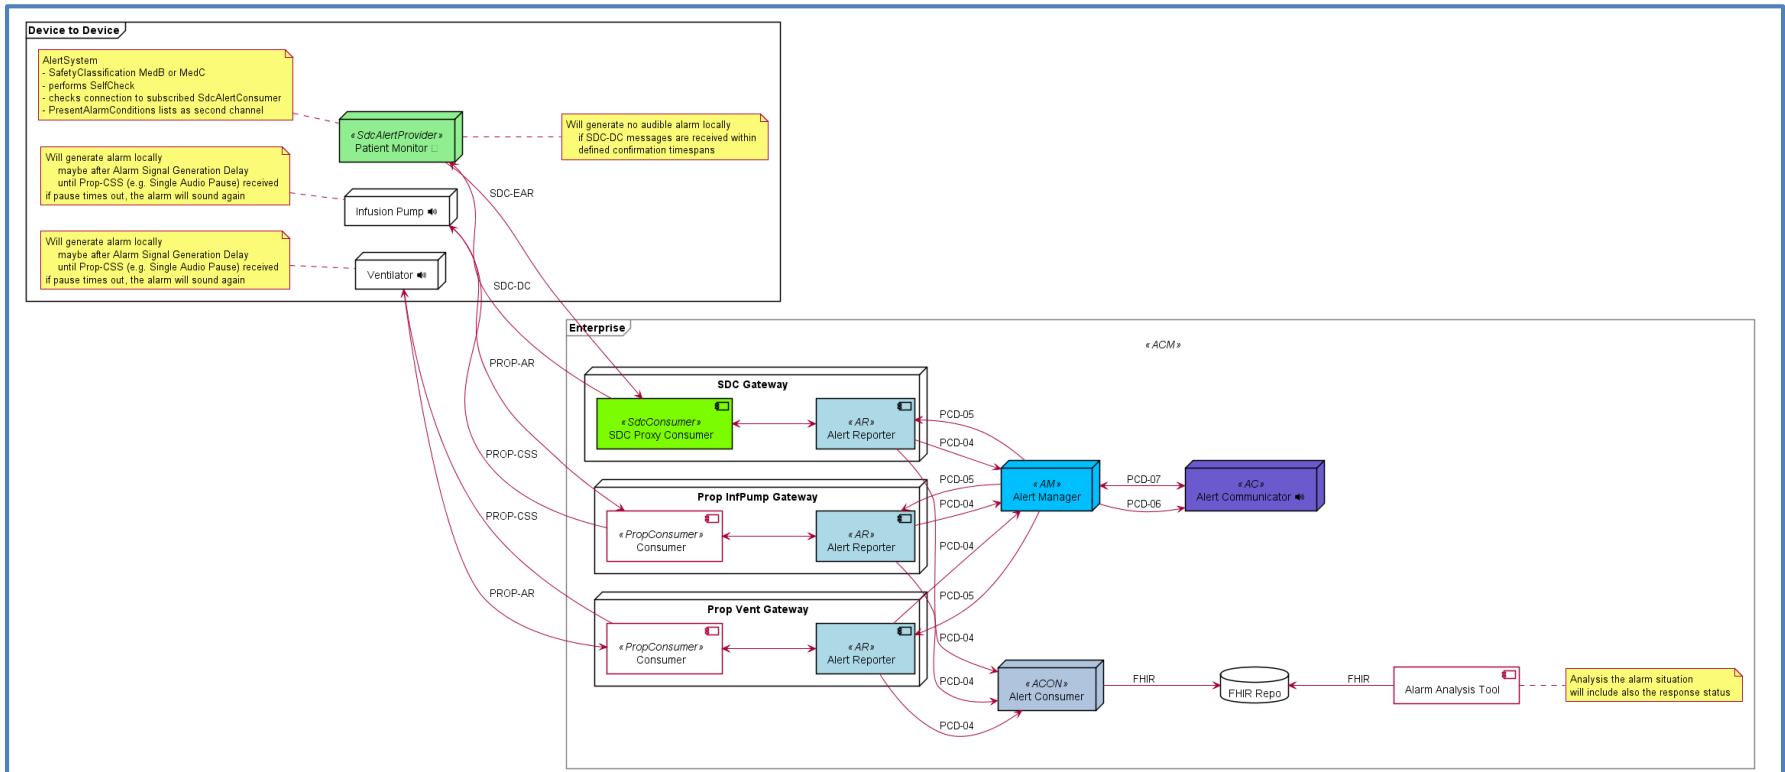 Device to Device
AlertSystem
- SafetyClassification MedB or MedC
- performs SelfCheck
- checks connection to subscribed SdcAlertConsumer
- PresentAlarmConditions lists as second channel
«SdcAlertProvider»
Patient Monitor
Will generate no audible alarm locally
if SDC-DC messages are received within
defined confirmation timespans
Will generate alarm locally
maybe after Alarm Signal Generation Delay
until Prop-CSS (e.g. Single Audio Pause) received
if pause times out, the alarm will sound again
Infusion Pump
Will generate alarm locally
maybe after Alarm Signal Generation Delay
until Prop-CSS (e.g. Single Audio Pause) received
if pause times out, the alarm will sound again
Ventilator
SDC-EAR
SDC-DC
PROP-AR
PROP-CSS
PROP-CSS
PROP-AR
Enterprise
«ACM»
SDC Gateway
«SdcConsumer»
SDC Proxy Consumer
«AR»
Alert Reporter
Prop InfPump Gateway
«PropConsumer»
Consumer
«AR»
Alert Reporter
Prop Vent Gateway
«PropConsumer»
Consumer
«AR»
Alert Reporter
PCD-05
PCD-04
PCD-05
PCD-04
PCD-04
PCD-05
PCD-04
PCD-04
PCD-04
«AM»
Alert Manager
PCD-07
PCD-06
«AC»
Alert Communicator
«ACON»
Alert Consumer
FHIR
FHIR Repo
FHIR
Alarm Analysis Tool
Analysis the alarm situation
will include also the response status